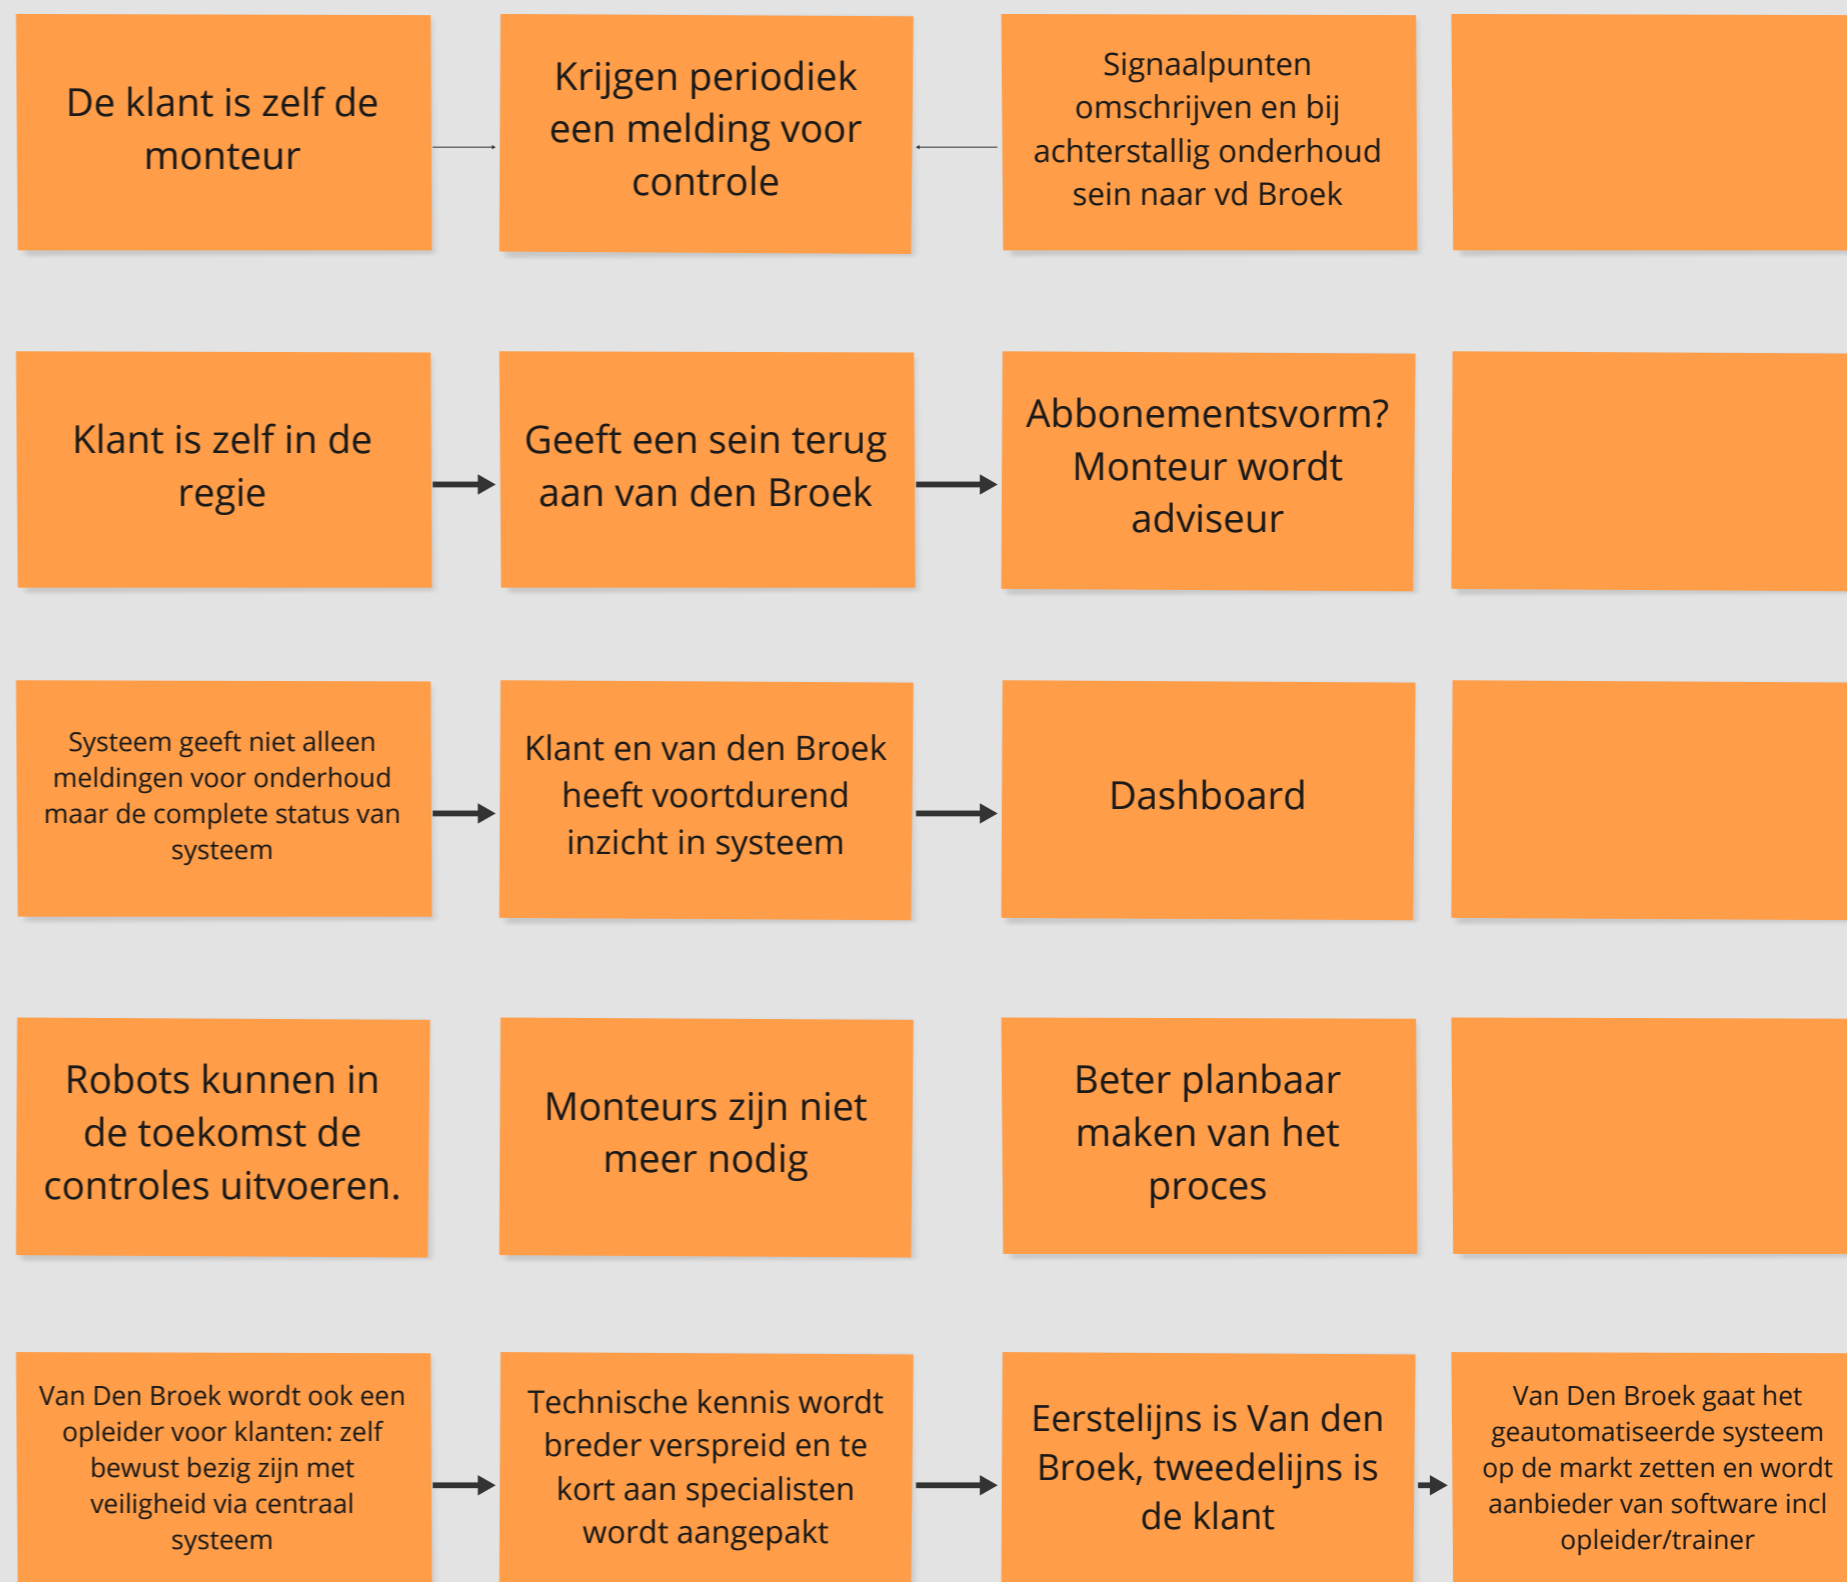 De klant is zelf de
monteur
Krijgen periodiek
een melding voor
controle
Signaalpunten
omschrijven en bij
achterstallig onderhoud
sein naar vd Broek
Klant is zelf in de
regie
Geeft een sein terug
aan van den Broek
Abbonementsvorm?
Monteur wordt
adviseur
Systeem geeft niet alleen
meldingen voor onderhoud
maar de complete status van
systeem
Klant en van den Broek
heeft voortdurend
inzicht in systeem
Dashboard
Robots kunnen in
de toekomst de
controles uitvoeren.
Monteurs zijn niet
meer nodig
Beter planbaar
maken van het
proces
Van Den Broek wordt ook een
opleider voor klanten: zelf
bewust bezig zijn met
veiligheid via centraal
systeem
Technische kennis wordt
breder verspreid en te
kort aan specialisten
wordt aangepakt
Eerstelijns is Van den
Broek, tweedelijns is
de klant
Van Den Broek gaat het
geautomatiseerde systeem
op de markt zetten en wordt
aanbieder van software incl
opleider/trainer